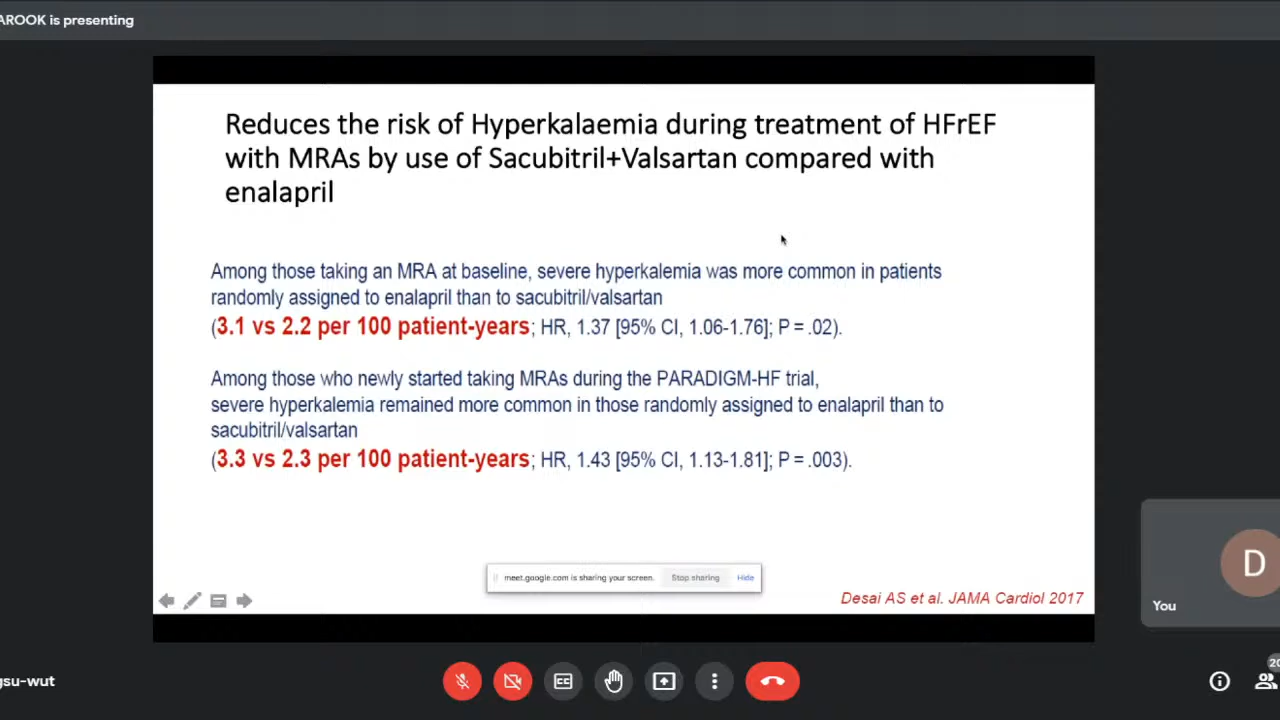 AROOK is presenting
Reduces the risk of Hyperkalaemia during treatment of HFrEF
with MRAs by use of Sacubitril+Valsartan compared with
enalapril
Among those taking an MRA at baseline, severe hyperkalemia was more common in patients
randomly assigned to enalapril than to sacubitril/valsartan
(3.1 vs 2.2 per 100 patient-years; HR, 1.37 [95% CI, 1.06-1.76]; P = .02).
Among those who newly started taking MRAs during the PARADIGM-HF trial,
severe hyperkalemia remained more common in those randomly assigned to enalapril than to
sacubitril/valsartan
(3.3 vs 2.3 per 100 patient-years; HR, 1.43 [95% CI, 1.13-1.81]; P = .003).
meet.google.com is sharing your screen. Stop sharing Hide
Desai AS et al. JAMA Cardiol 2017
D
You
gsu-wut
CC
20